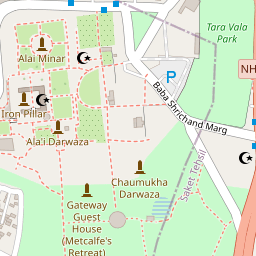 Tara Vala
Park
Alai Minar
P
NH
Baba Shrichand Marg
Iron Pillar
Alai Darwaza
Chaumukha
Darwaza
Saket Tehsil
Gateway
Guest
House
(Metcalfe's
Retreat)